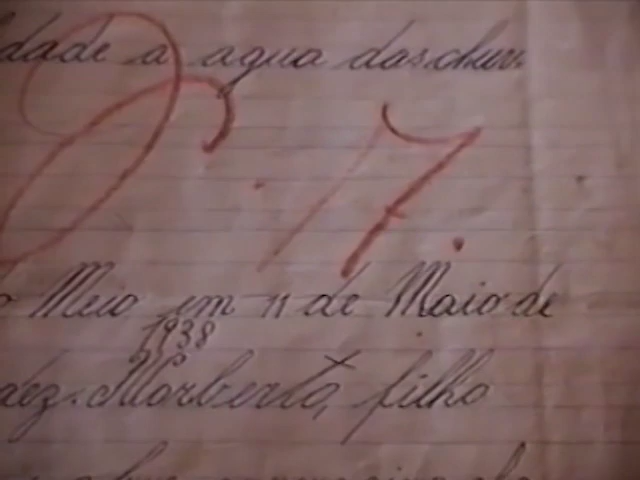 dade a agua das chuv
17.
o Meio em 11 de Maio de
1938
dez. Norberto, filho